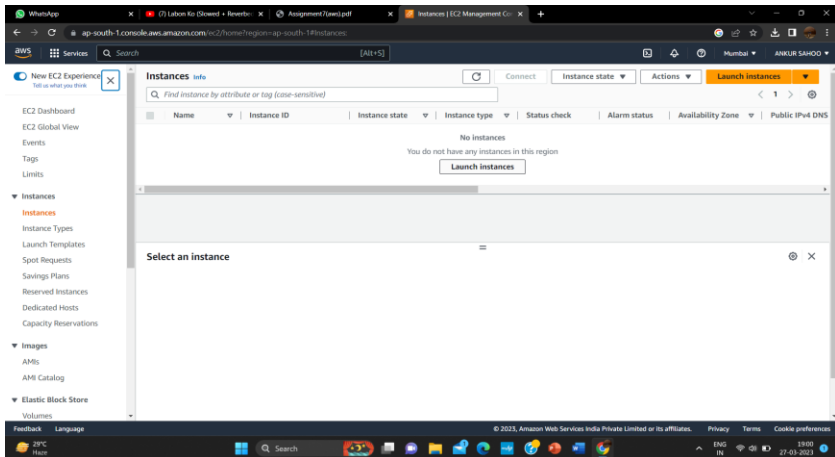 WhatsApp
(7) Labon Ko (Slowed + Reverber
Assignment7(aws).pdf
Instances | EC2 Management Con
ap-south-1.console.aws.amazon.com/ec2/home?region=ap-south-1#Instances:
aws
Services
Search
[Alt+S]
Mumbai
ANKUR SAHOO
New EC2 Experience
Tell us what you think
EC2 Dashboard
EC2 Global View
Events
Tags
Limits
Instances
Instances
Instance Types
Launch Templates
Spot Requests
Savings Plans
Reserved Instances
Dedicated Hosts
Capacity Reservations
Images
AMIs
AMI Catalog
Elastic Block Store
Volumes
Instances Info
Connect
Instance state
Actions
Launch instances
Find instance by attribute or tag (case-sensitive)
1
Name
Instance ID
Instance state
Instance type
Status check
Alarm status
Availability Zone
Public IPv4 DNS
No instances
You do not have any instances in this region
Launch instances
Select an instance
Feedback
Language
© 2023, Amazon Web Services India Private Limited or its affiliates.
Privacy
Terms
Cookie preferences
29°C
Haze
Search
ENG
IN
19:00
27-03-2023